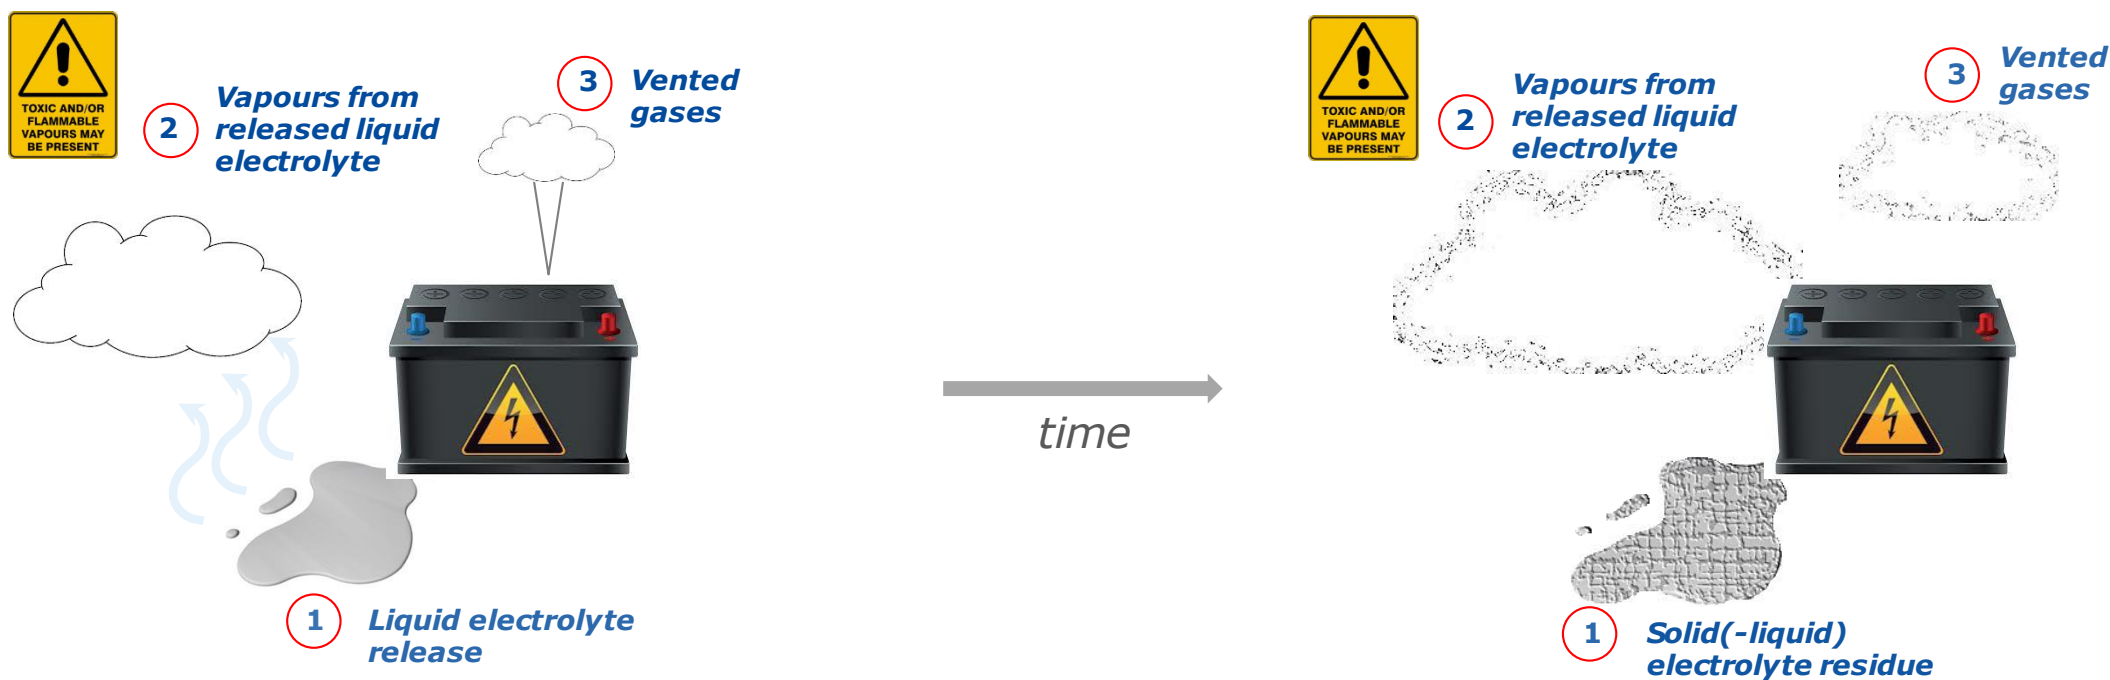 TOXIC AND/OR
FLAMMABLE
VAPOURS MAY
BE PRESENT
2
Vapours from
released liquid
electrolyte
3
Vented
gases
1
Liquid electrolyte
release
time
TOXIC AND/OR
FLAMMABLE
VAPOURS MAY
BE PRESENT
2
Vapours from
released liquid
electrolyte
3
Vented
gases
1
Solid(-liquid)
electrolyte residue